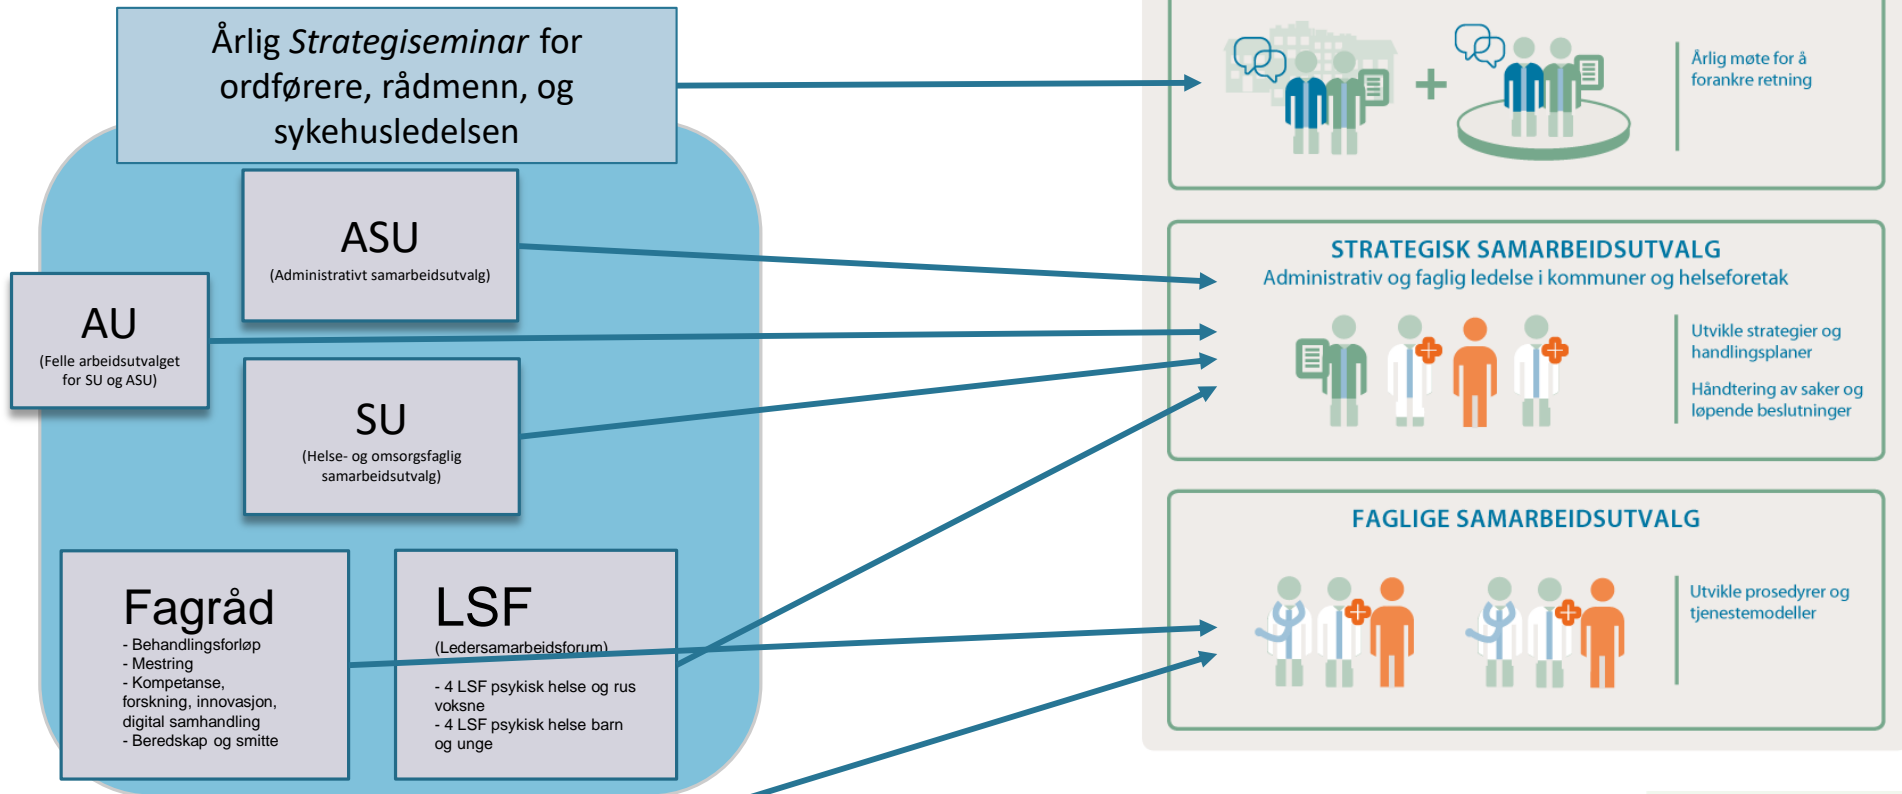 Årlig Strategiseminar for
ordførere, rådmenn, og
sykehusledelsen
ASU
(Administrativt samarbeidsutvalg)
AU
(Felle arbeidsutvalget
for SU og ASU)
SU
(Helse- og omsorgsfaglig
samarbeidsutvalg)
Fagråd
- Behandlingsforløp
- Mestring
- Kompetanse,
forskning, innovasjon,
digital samhandling
- Beredskap og smitte
LSF
(Ledersamarbeidsforum)
- 4 LSF psykisk helse og rus
voksne
- 4 LSF psykisk helse barn
og unge
Årlig møte for å
forankre retning
STRATEGISK SAMARBEIDSUTVALG
Administrativ og faglig ledelse i kommuner og helseforetak
Utvikle strategier og
handlingsplaner
Håndtering av saker og
løpende beslutninger
FAGLIGE SAMARBEIDSUTVALG
Utvikle prosedyrer og
tjenestemodeller